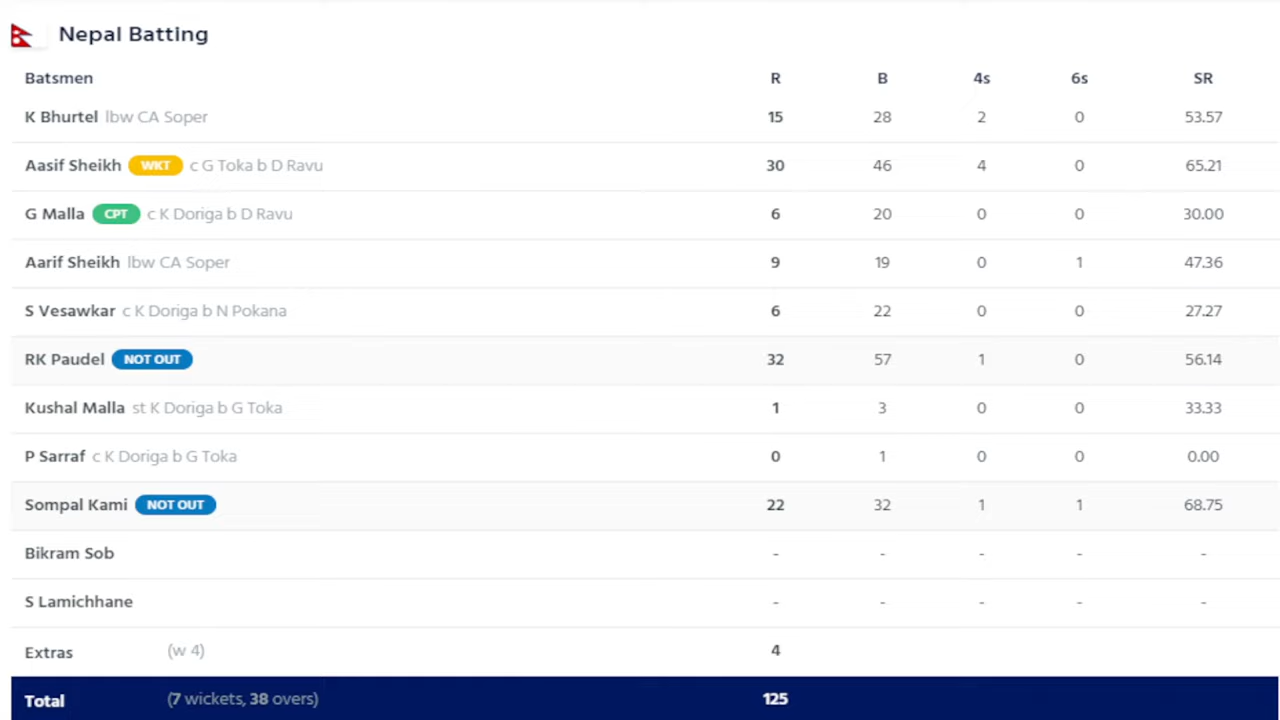 Nepal Batting
Batsmen R B 4s 6s SR
K Bhurtel lbw CA Soper 15 28 2 0 53.57
Aasif Sheikh WKT c G Toka b D Ravu 30 46 4 0 65.21
G Malla CPT c K Doriga b D Ravu 6 20 0 0 30.00
Aarif Sheikh lbw CA Soper 9 19 0 1 47.36
S Vesawkar c K Doriga b N Pokana 6 22 0 0 27.27
RK Paudel NOT OUT 32 57 1 0 56.14
Kushal Malla st K Doriga b G Toka 1 3 0 0 33.33
P Sarraf c K Doriga b G Toka 0 1 0 0 0.00
Sompal Kami NOT OUT 22 32 1 1 68.75
Bikram Sob - - - - -
S Lamichhane - - - - -
Extras (w 4) 4
Total (7 wickets, 38 overs) 125